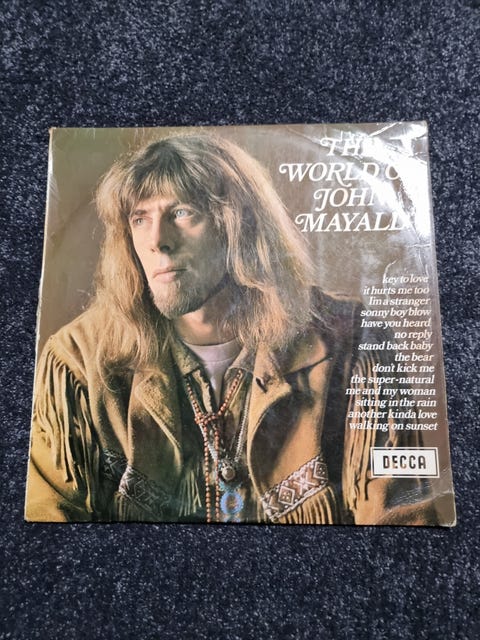 THE
WORLD OF
JOHN
MAYALL
key to love
it hurts me too
I'm a stranger
sonny boy blow
have you heard
no reply
stand back baby
the bear
don't kick me
the super-natural
me and my woman
sitting in the rain
another kinda love
walking on sunset
DECCA